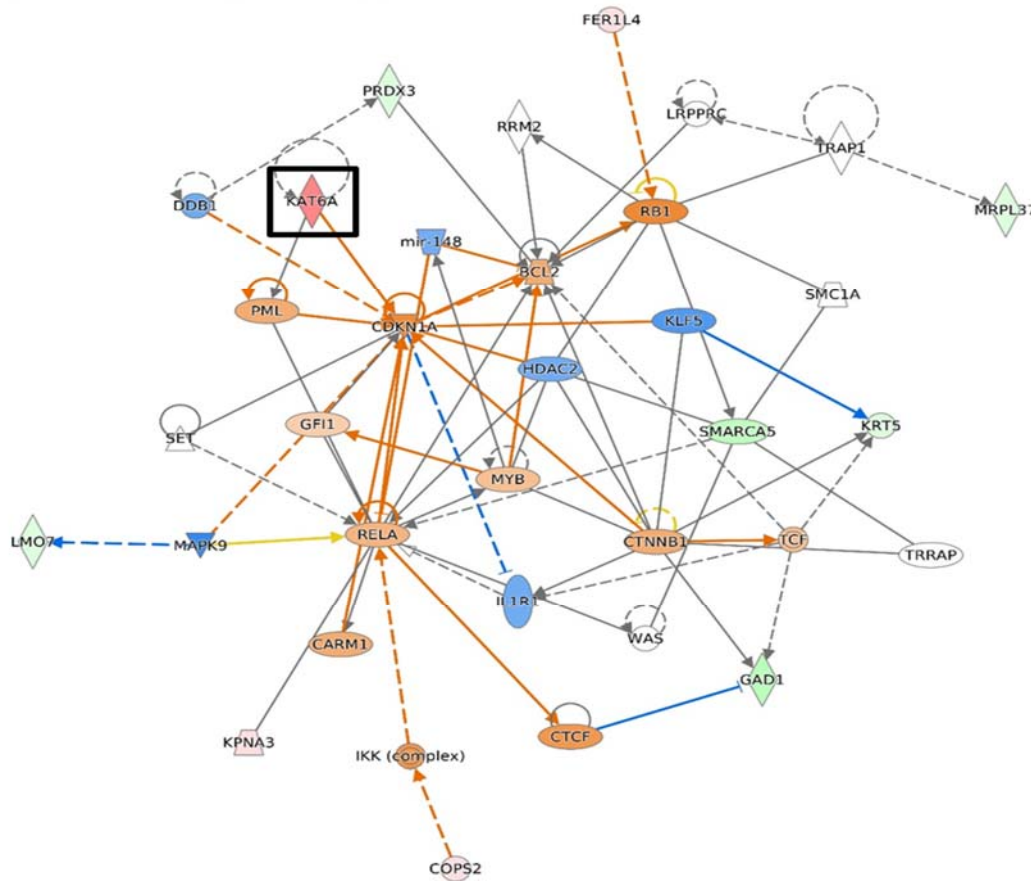 FER1L4
PRDX3
LRPPRC
RRM2
TRAP1
KAT6A
DDB1
RB1
MRPL37
mir-148
BCL2
SMC1A
PML
CDKN1A
KLF5
HDAC2
GFI1
SET
SMARCA5
KRT5
MYB
RELA
LMO7
MAPK9
CTNNB1
TCF
TRRAP
IL1R1
WAS
CARM1
GAD1
KPNA3
CTCF
IKK (complex)
COPS2